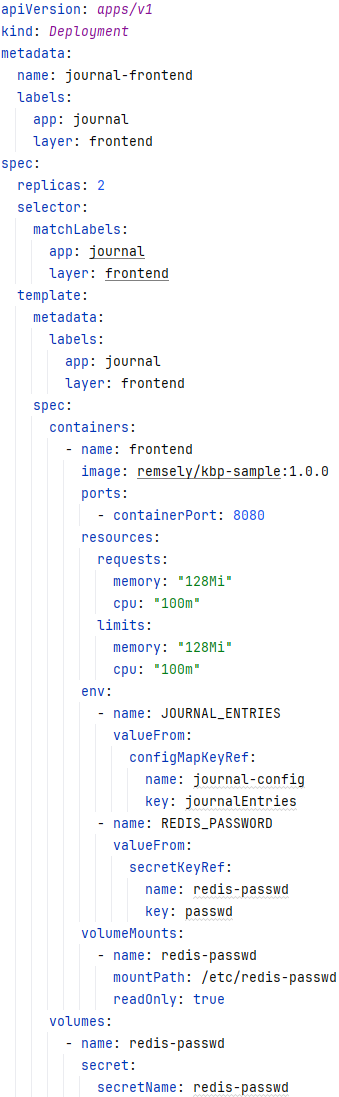 apiVersion: apps/v1
kind: Deployment
metadata:
  name: journal-frontend
  labels:
    app: journal
    layer: frontend
spec:
  replicas: 2
  selector:
    matchLabels:
      app: journal
      layer: frontend
  template:
    metadata:
      labels:
        app: journal
        layer: frontend
    spec:
      containers:
        - name: frontend
          image: remsely/kbp-sample:1.0.0
          ports:
            - containerPort: 8080
          resources:
            requests:
              memory: "128Mi"
              cpu: "100m"
            limits:
              memory: "128Mi"
              cpu: "100m"
          env:
            - name: JOURNAL_ENTRIES
              valueFrom:
                configMapKeyRef:
                  name: journal-config
                  key: journalEntries
            - name: REDIS_PASSWORD
              valueFrom:
                secretKeyRef:
                  name: redis-passwd
                  key: passwd
          volumeMounts:
            - name: redis-passwd
              mountPath: /etc/redis-passwd
              readOnly: true
      volumes:
        - name: redis-passwd
          secret:
            secretName: redis-passwd